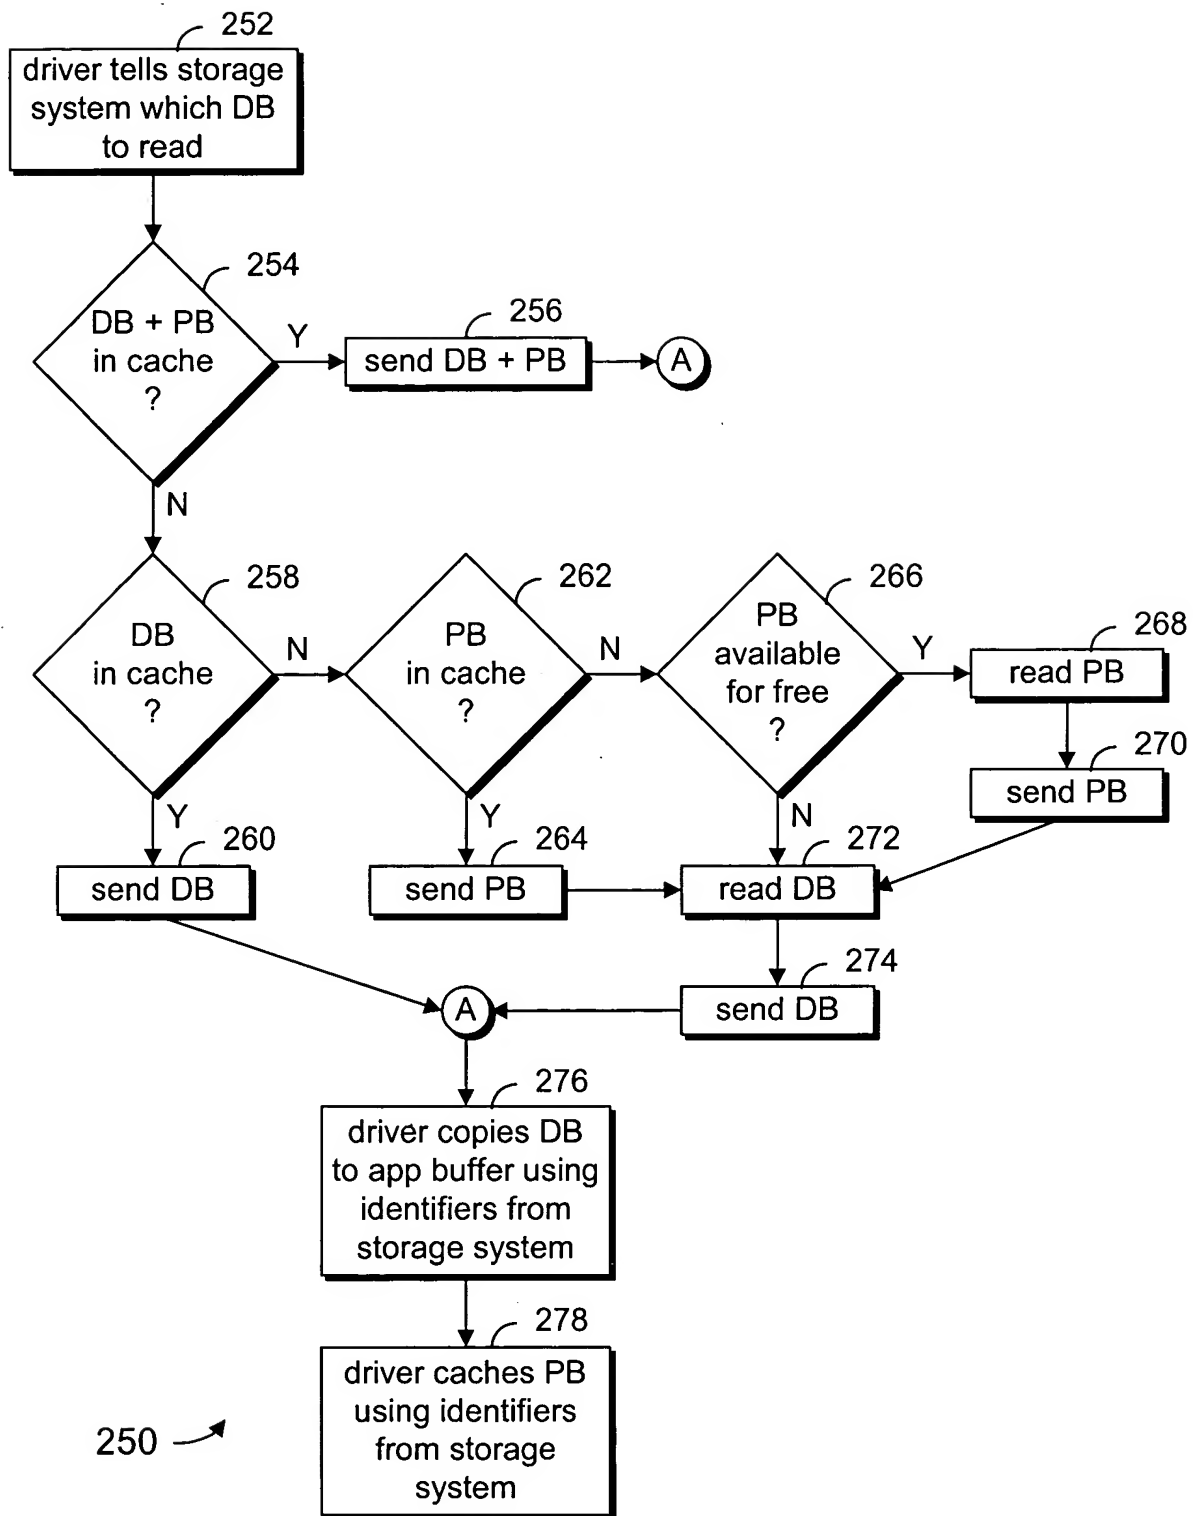 252
driver tells storage
system which DB
to read
254
DB + PB
in cache
?
Y
256
send DB + PB
A
N
258
DB
in cache
?
N
262
PB
in cache
?
N
266
PB
available
for free
?
Y
268
read PB
270
send PB
Y
260
send DB
Y
264
send PB
N
272
read DB
274
send DB
A
276
driver copies DB
to app buffer using
identifiers from
storage system
278
driver caches PB
using identifiers
from storage
system
250